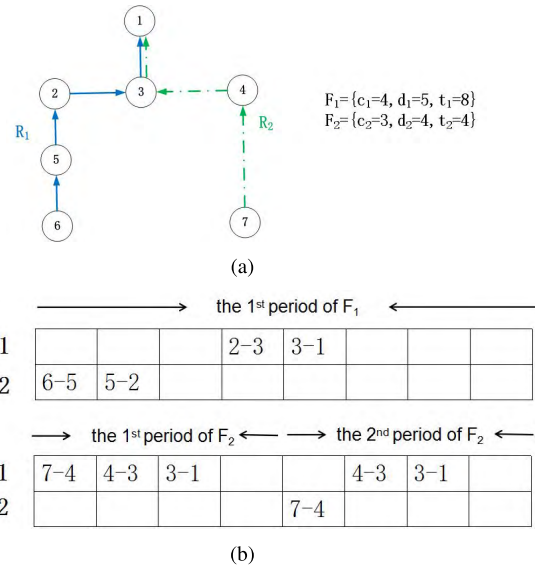 1
2 3 4
R₁ R₂
5
6 7
F₁={c₁=4, d₁=5, t₁=8}
F₂={c₂=3, d₂=4, t₂=4}
(a)
the 1st period of F₁
1 2-3 3-1
2 6-5 5-2
the 1st period of F₂ the 2nd period of F₂
1 7-4 4-3 3-1 4-3 3-1
2 7-4
(b)